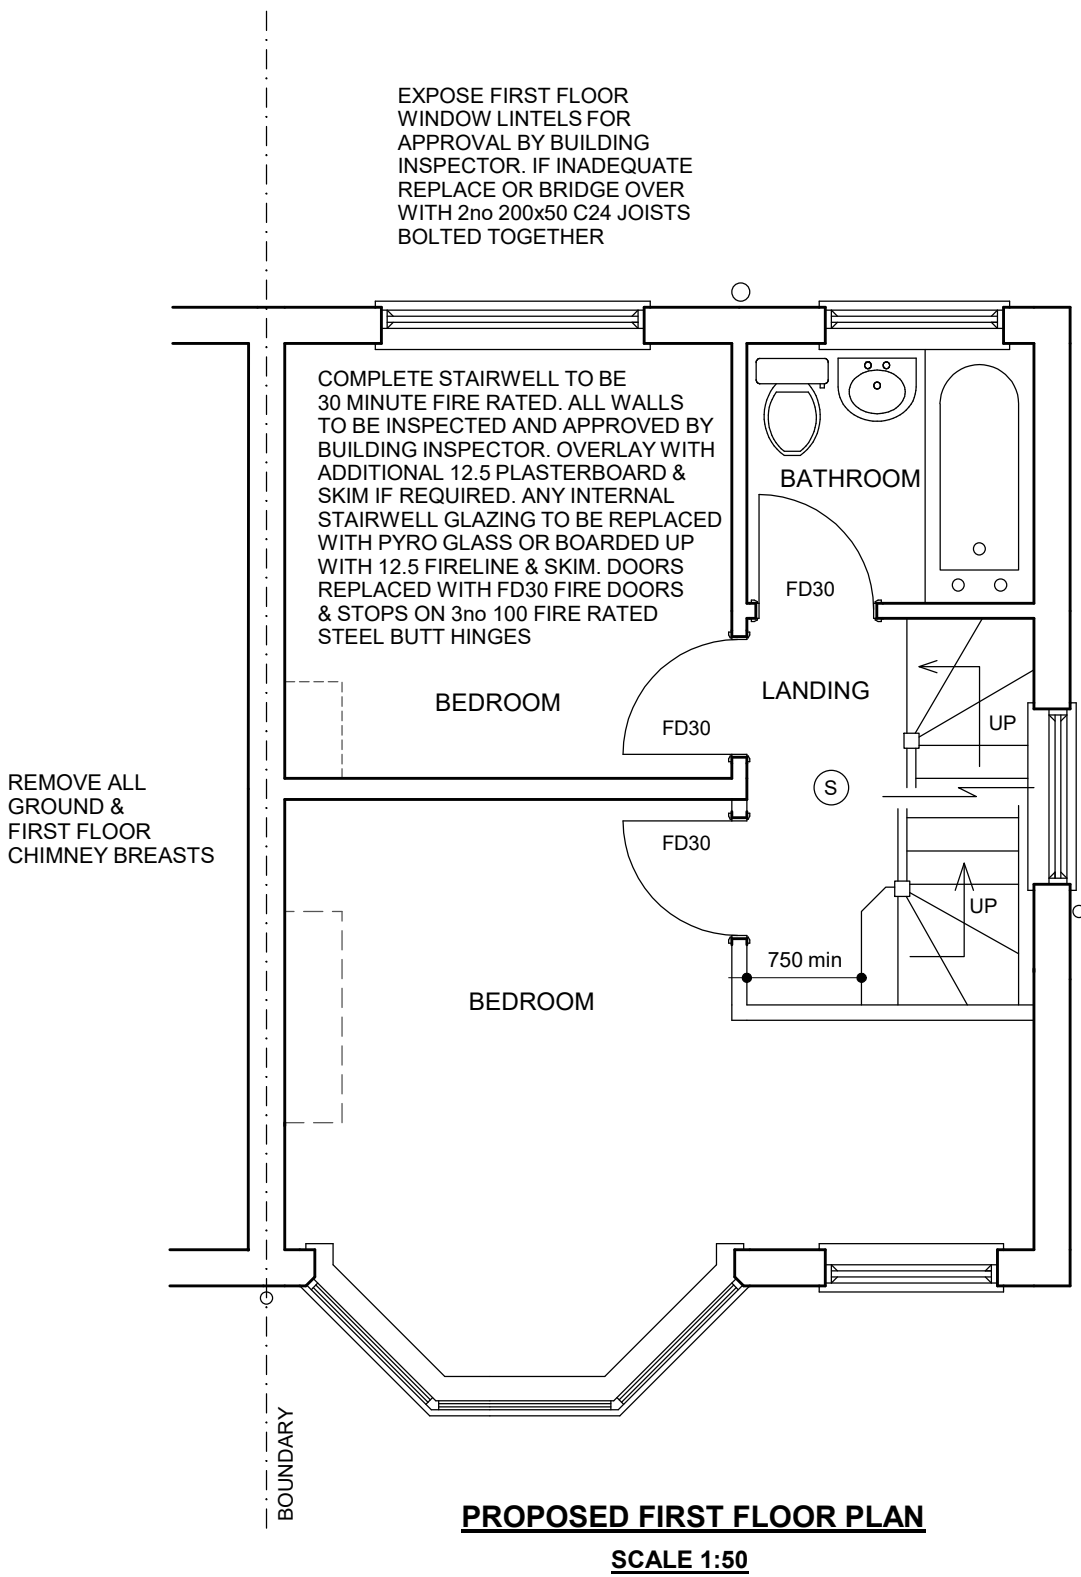 EXPOSE FIRST FLOOR
WINDOW LINTELS FOR
APPROVAL BY BUILDING
INSPECTOR. IF INADEQUATE
REPLACE OR BRIDGE OVER
WITH 2no 200x50 C24 JOISTS
BOLTED TOGETHER
COMPLETE STAIRWELL TO BE
30 MINUTE FIRE RATED. ALL WALLS
TO BE INSPECTED AND APPROVED BY
BUILDING INSPECTOR. OVERLAY WITH
ADDITIONAL 12.5 PLASTERBOARD &
SKIM IF REQUIRED. ANY INTERNAL
STAIRWELL GLAZING TO BE REPLACED
WITH PYRO GLASS OR BOARDED UP
WITH 12.5 FIRELINE & SKIM. DOORS
REPLACED WITH FD30 FIRE DOORS
& STOPS ON 3no 100 FIRE RATED
STEEL BUTT HINGES
BATHROOM
FD30
BEDROOM
FD30
LANDING
UP
S
REMOVE ALL
GROUND &
FIRST FLOOR
CHIMNEY BREASTS
FD30
UP
750 min
BEDROOM
BOUNDARY
PROPOSED FIRST FLOOR PLAN
SCALE 1:50